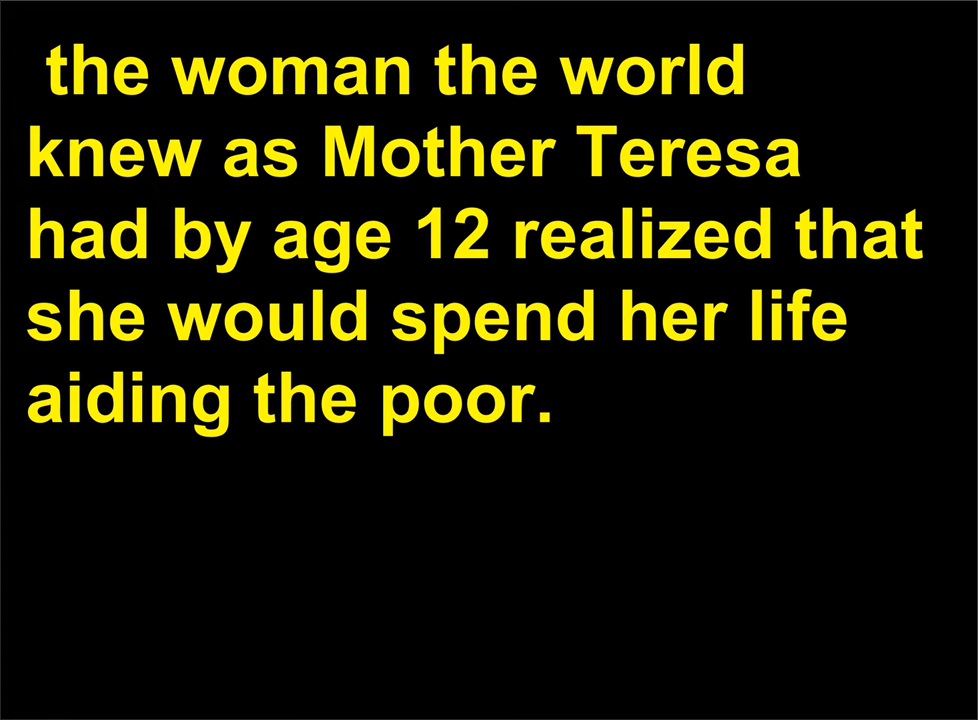 the woman the world
knew as Mother Teresa
had by age 12 realized that
she would spend her life
aiding the poor.